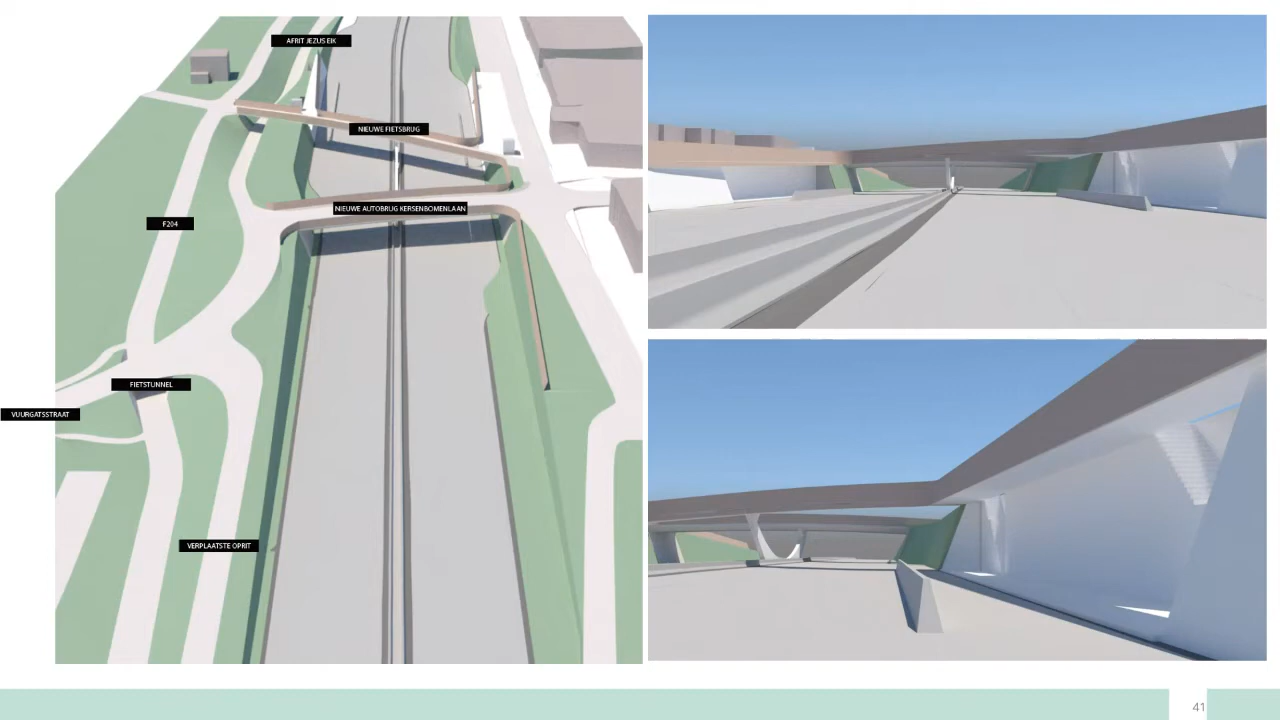 AFRIT JEZUS EIK
NIEUWE FIETSBRUG
NIEUWE AUTOBRUG KERSENBOMENLAAN
F204
FIETSTUNNEL
VUURGATSSTRAAT
VERPLAATSTE OPRIT
41